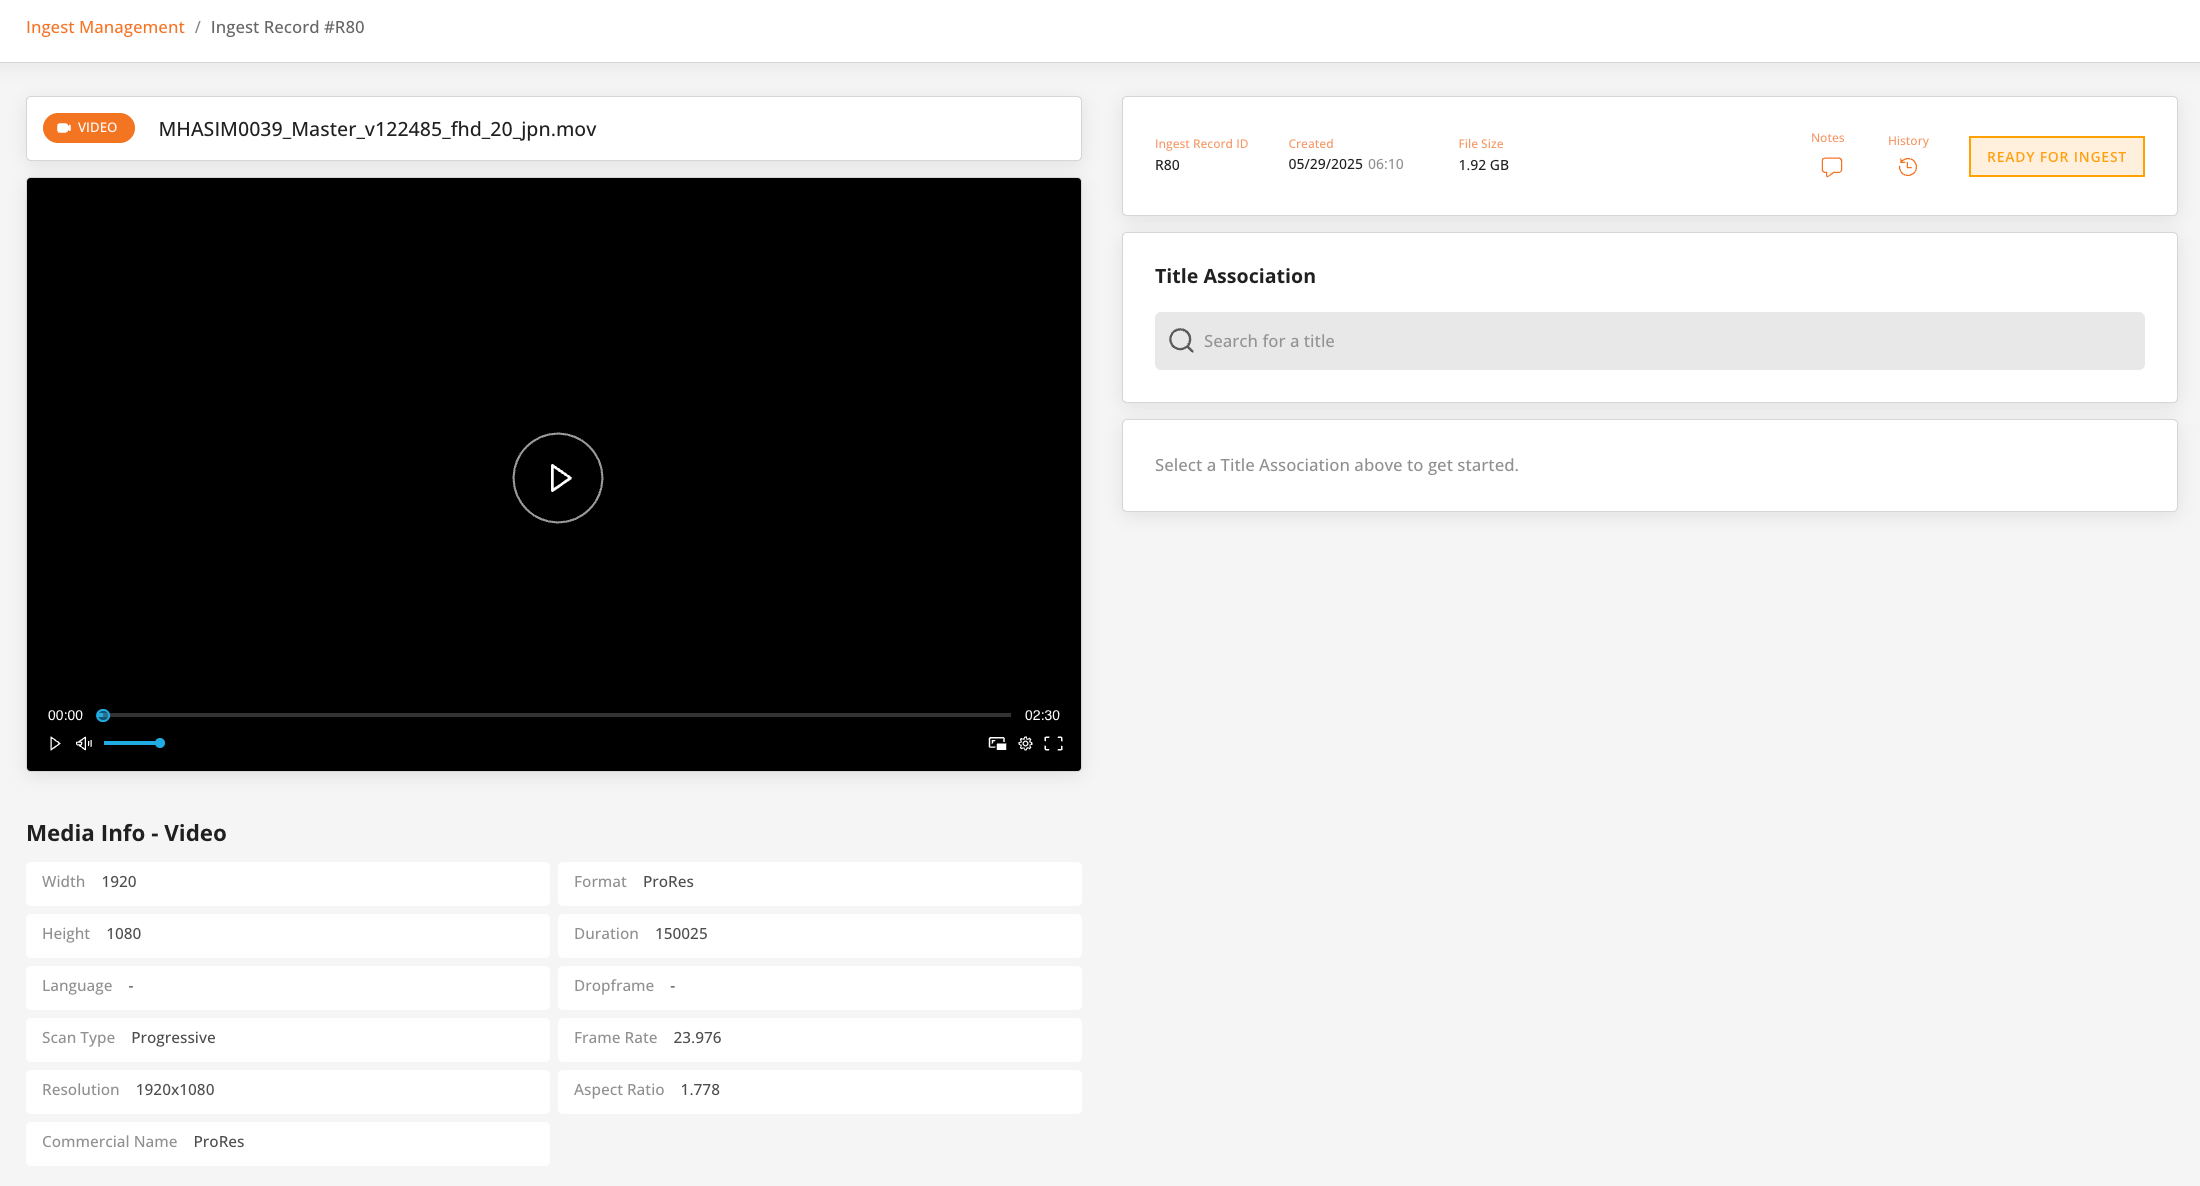 Ingest Management / Ingest Record #R80
VIDEO MHASIM0039_Master_v122485_fhd_20_jpn.mov
00:00 02:30
Media Info - Video
Width 1920
Format ProRes
Height 1080
Duration 150025
Language -
Dropframe -
Scan Type Progressive
Frame Rate 23.976
Resolution 1920x1080
Aspect Ratio 1.778
Commercial Name ProRes
Ingest Record ID
R80
Created
05/29/2025 06:10
File Size
1.92 GB
Notes
History
READY FOR INGEST
Title Association
Search for a title
Select a Title Association above to get started.